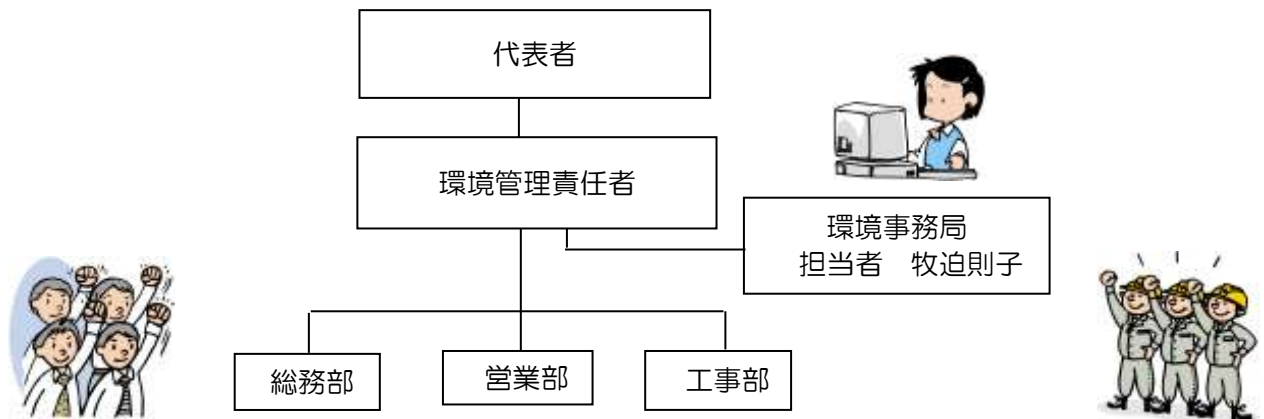 代表者
環境管理責任者
環境事務局
担当者　牧迫則子
総務部
営業部
工事部